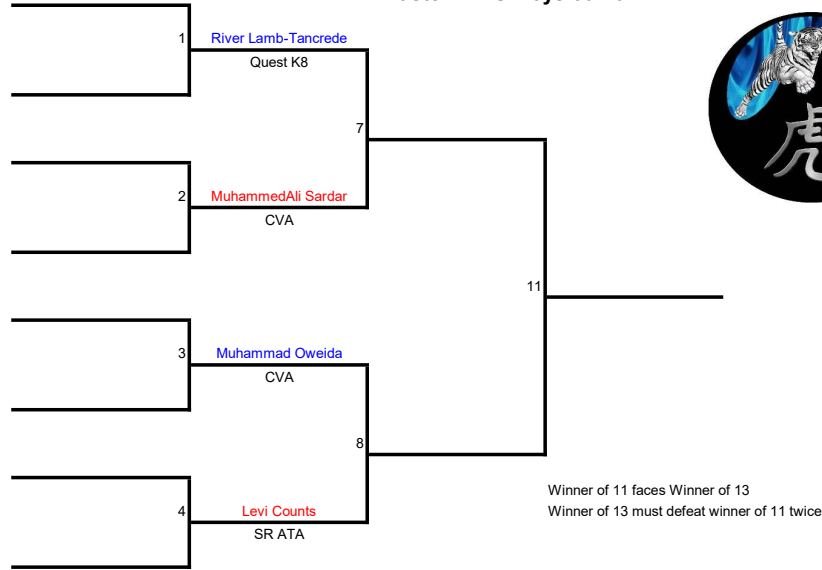 1
River Lamb-Tancrede
Quest K8
7
2
MuhammedAli Sardar
CVA
11
3
Muhammad Oweida
CVA
8
4
Levi Counts
SR ATA
Winner of 11 faces Winner of 13
Winner of 13 must defeat winner of 11 twice
虎